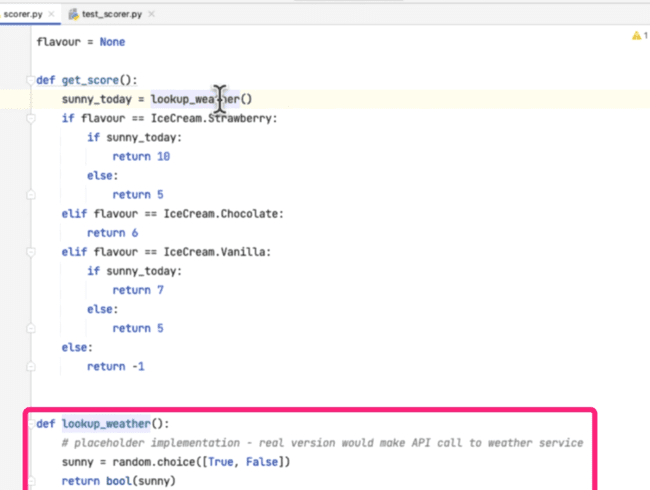 scorer.py × test_scorer.py ×
1
flavour = None
def get_score():
sunny_today = lookup_weather()
if flavour == IceCream.Strawberry:
if sunny_today:
return 10
else:
return 5
elif flavour == IceCream.Chocolate:
return 6
elif flavour == IceCream.Vanilla:
if sunny_today:
return 7
else:
return 5
else:
return -1
def lookup_weather():
# placeholder implementation - real version would make API call to weather service
sunny = random.choice([True, False])
return bool(sunny)